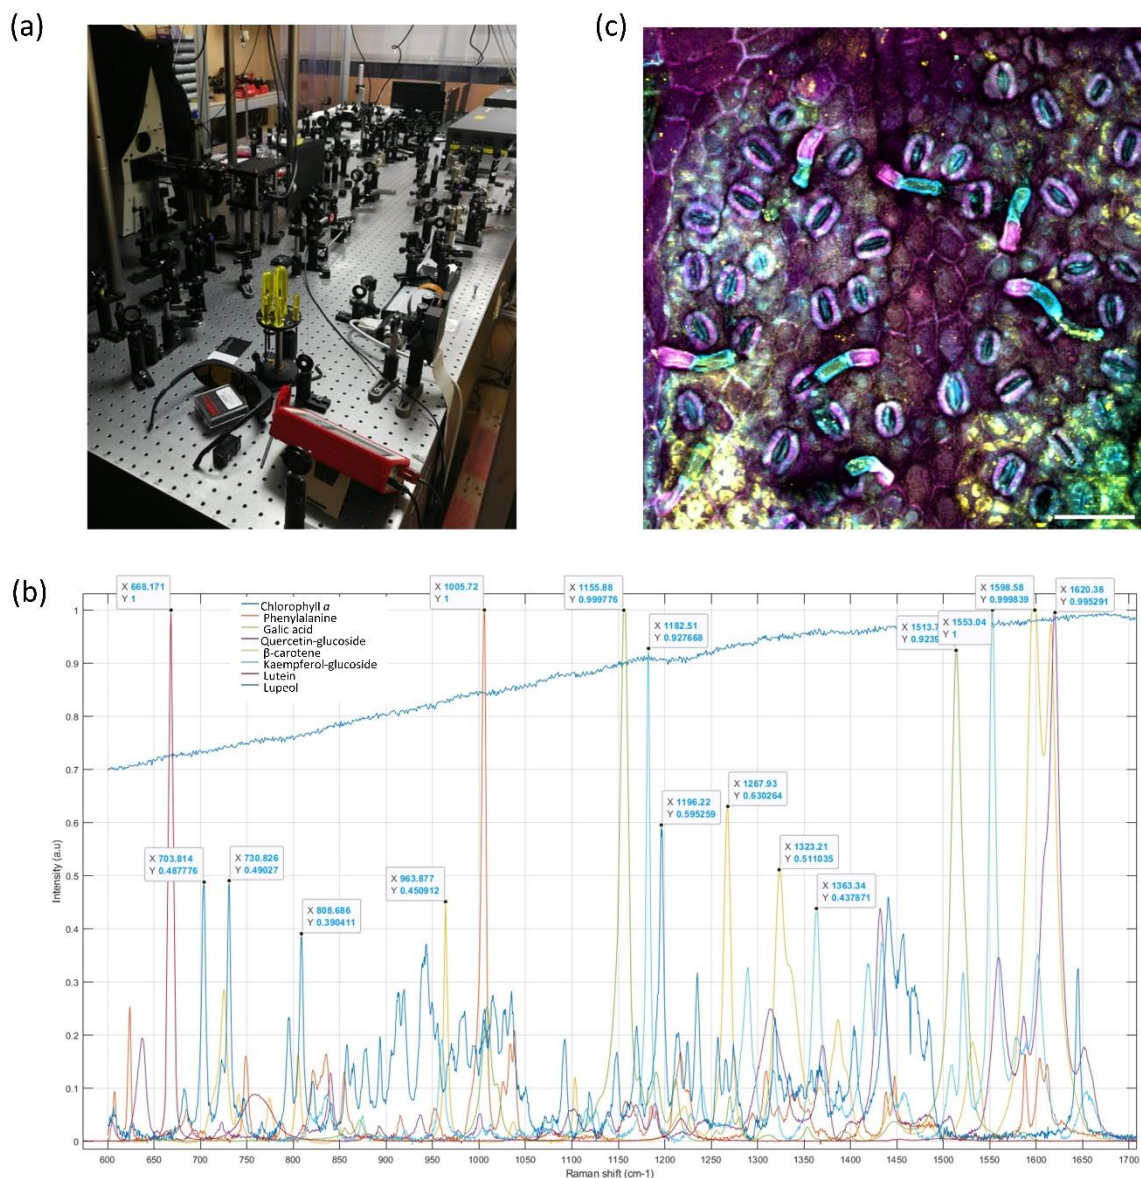 (a)
(c)
(b)
X 668.171
Y 1
X 1005.72
Y 1
X 1155.88
Y 0.999776
X 1182.51
Y 0.927668
X 1513.7
Y 0.9239
X 1553.04
Y 1
X 1598.58
Y 0.999839
X 1620.38
Y 0.995291
Chlorophyll α
Phenylalanine
Galic acid
Quercetin-glucoside
β-carotene
Kaempferol-glucoside
Lutein
Lupeol
X 703.814
Y 0.487776
X 730.826
Y 0.49027
X 808.686
Y 0.390411
X 963.877
Y 0.450912
X 1196.22
Y 0.595259
X 1267.93
Y 0.630264
X 1323.21
Y 0.511035
X 1363.34
Y 0.437871
Intensity (a.u)
1
0.9
0.8
0.7
0.6
0.5
0.4
0.3
0.2
0.1
0
600 650 700 750 800 850 900 950 1000 1050 1100 1150 1200 1250 1300 1350 1400 1450 1500 1550 1600 1650 1700
Raman shift (cm-1)